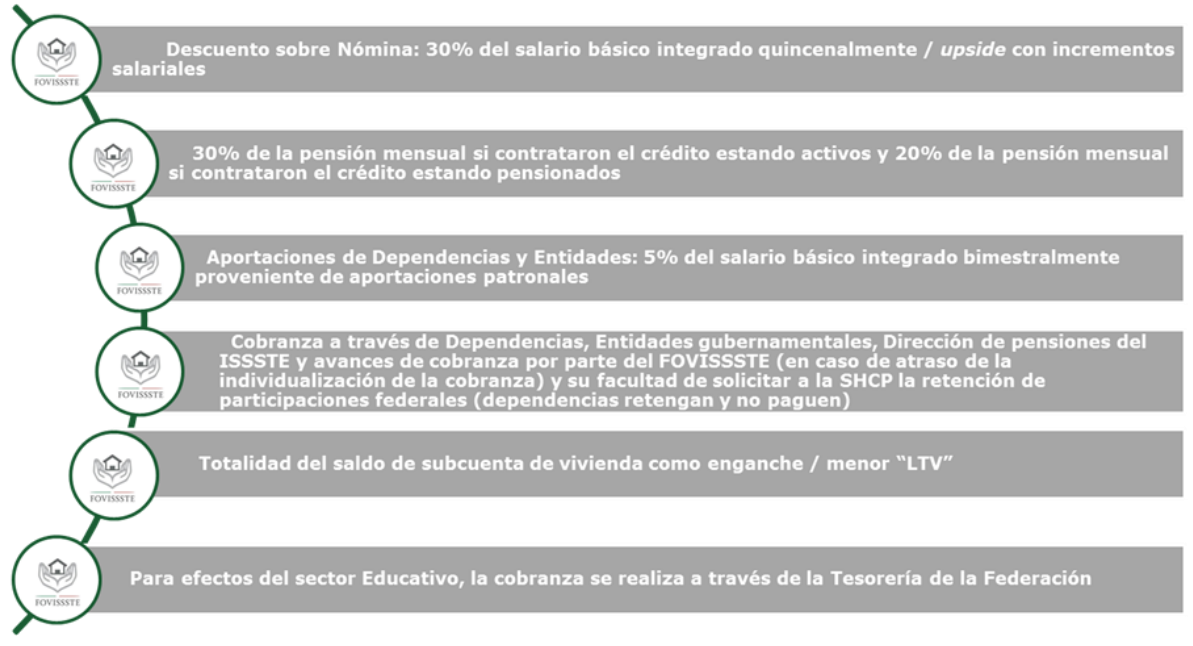 FOVISSSTE
Descuento sobre Nómina: 30% del salario básico integrado quincenalmente / upside con incrementos
salariales
FOVISSSTE
30% de la pensión mensual si contrataron el crédito estando activos y 20% de la pensión mensual
si contrataron el crédito estando pensionados
FOVISSSTE
Aportaciones de Dependencias y Entidades: 5% del salario básico integrado bimestralmente
proveniente de aportaciones patronales
FOVISSSTE
Cobranza a través de Dependencias, Entidades gubernamentales, Dirección de pensiones del
ISSSTE y avances de cobranza por parte del FOVISSSTE (en caso de atraso de la
individualización de la cobranza) y su facultad de solicitar a la SHCP la retención de
participaciones federales (dependencias retengan y no paguen)
FOVISSSTE
Totalidad del saldo de subcuenta de vivienda como enganche / menor “LTV”
FOVISSSTE
Para efectos del sector Educativo, la cobranza se realiza a través de la Tesorería de la Federación